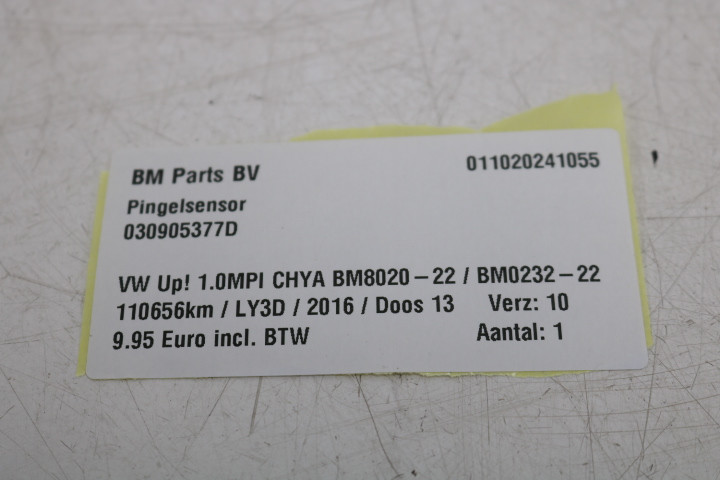 BM Parts BV 011020241055
Pingelsensor
030905377D
VW Up! 1.0MPI CHYA BM8020-22 / BM0232-22
110656km / LY3D / 2016 / Doos 13 Verz: 10
9.95 Euro incl. BTW Aantal: 1